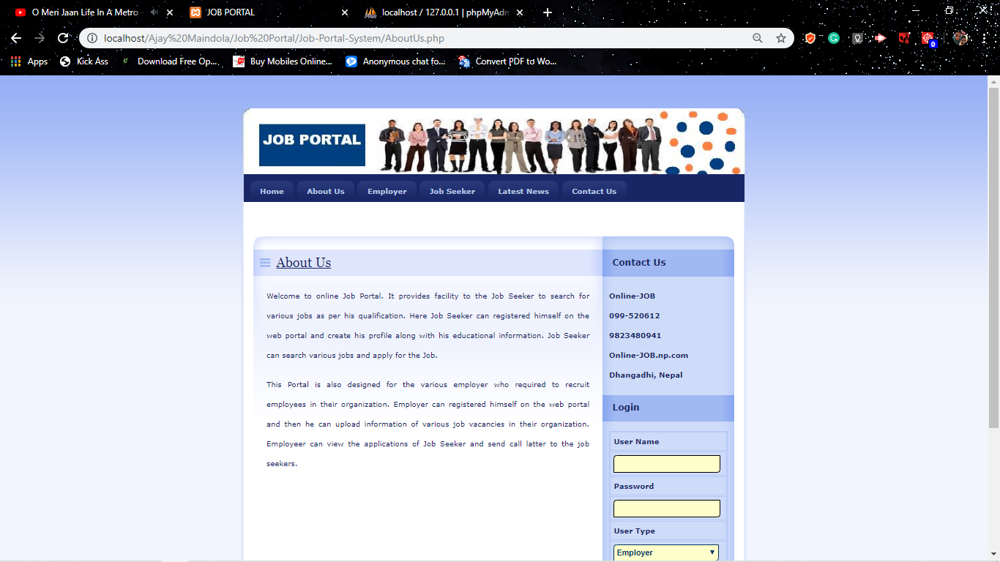 O Meri Jaan Life In A Metro -
JOB PORTAL
localhost / 127.0.0.1 | phpMyAdm
localhost/Ajay%20Maindola/Job%20Portal/Job-Portal-System/AboutUs.php
0
Apps
Kick Ass
Download Free Op...
Buy Mobiles Online...
Anonymous chat fo...
Convert PDF to Wo...
JOB PORTAL
Home
About Us
Employer
Job Seeker
Latest News
Contact Us
About Us
Welcome to online Job Portal. It provides facility to the Job Seeker to search for
various jobs as per his qualification. Here Job Seeker can registered himself on the
web portal and create his profile along with his educational information. Job Seeker
can search various jobs and apply for the Job.
This Portal is also designed for the various employer who required to recruit
employees in their organization. Employer can registered himself on the web portal
and then he can upload information of various job vacancies in their organization.
Employeer can view the applications of Job Seeker and send call latter to the job
seekers.
Contact Us
Online-JOB
099-520612
9823480941
Online-JOB.np.com
Dhangadhi, Nepal
Login
User Name
Password
User Type
Employer